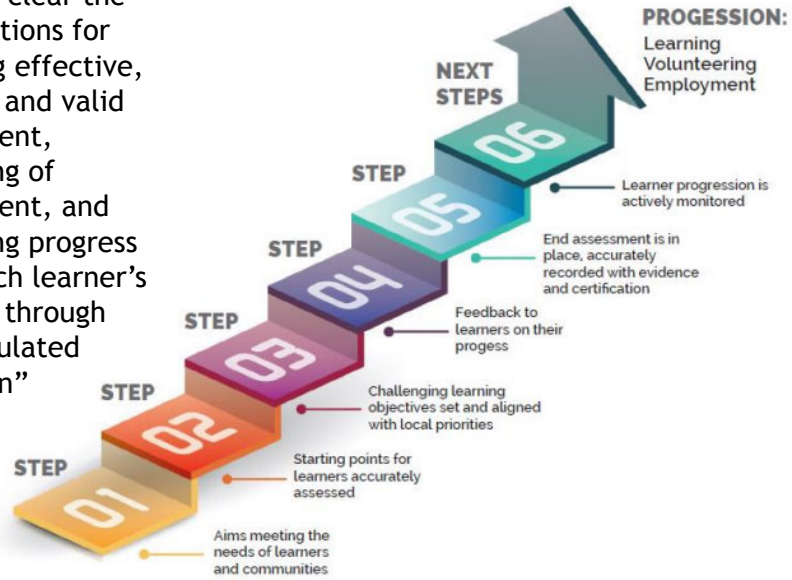 clear the
tions for
g effective,
and valid
ent,
ng of
ent, and
ng progress
ch learner's
through
ulated
n”
PROGESSION:
Learning
Volunteering
Employment
NEXT
STEPS
06
Learner progression is
actively monitored
STEP
05
End assessment is in
place, accurately
recorded with evidence
and certification
STEP
04
Feedback to
learners on their
progess
STEP
03
Challenging learning
objectives set and aligned
with local priorities
STEP
02
Starting points for
learners accurately
assessed
STEP
01
Aims meeting the
needs of learners
and communities